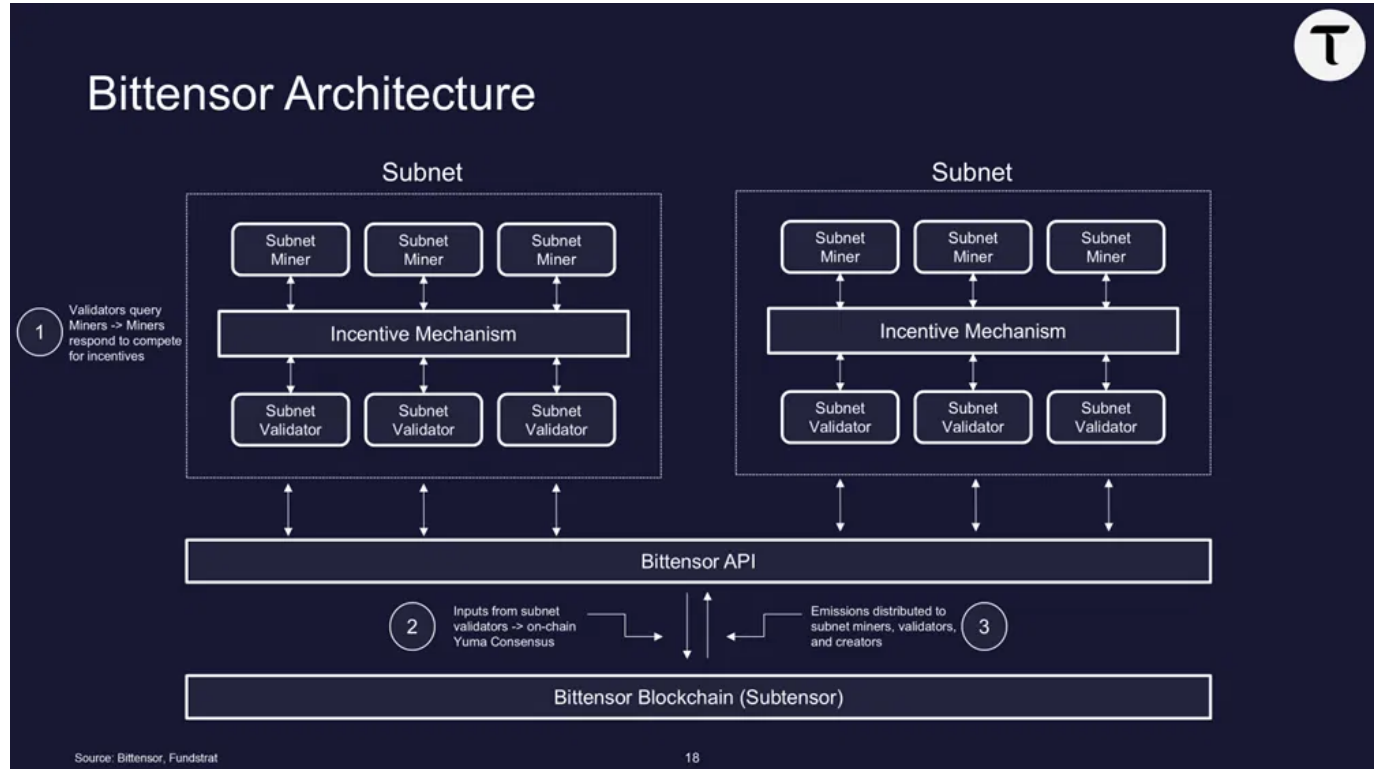 Bittensor Architecture
Subnet
Subnet
Miner
Subnet
Miner
Subnet
Miner
Incentive Mechanism
Subnet
Validator
Subnet
Validator
Subnet
Validator
Subnet
Subnet
Miner
Subnet
Miner
Subnet
Miner
Incentive Mechanism
Subnet
Validator
Subnet
Validator
Subnet
Validator
1
Validators query
Miners -> Miners
respond to compete
for incentives
Bittensor API
2
Inputs from subnet
validators -> on-chain
Yuma Consensus
Emissions distributed to
subnet miners, validators,
and creators
3
Bittensor Blockchain (Subtensor)
Source: Bittensor, Fundstrat
18